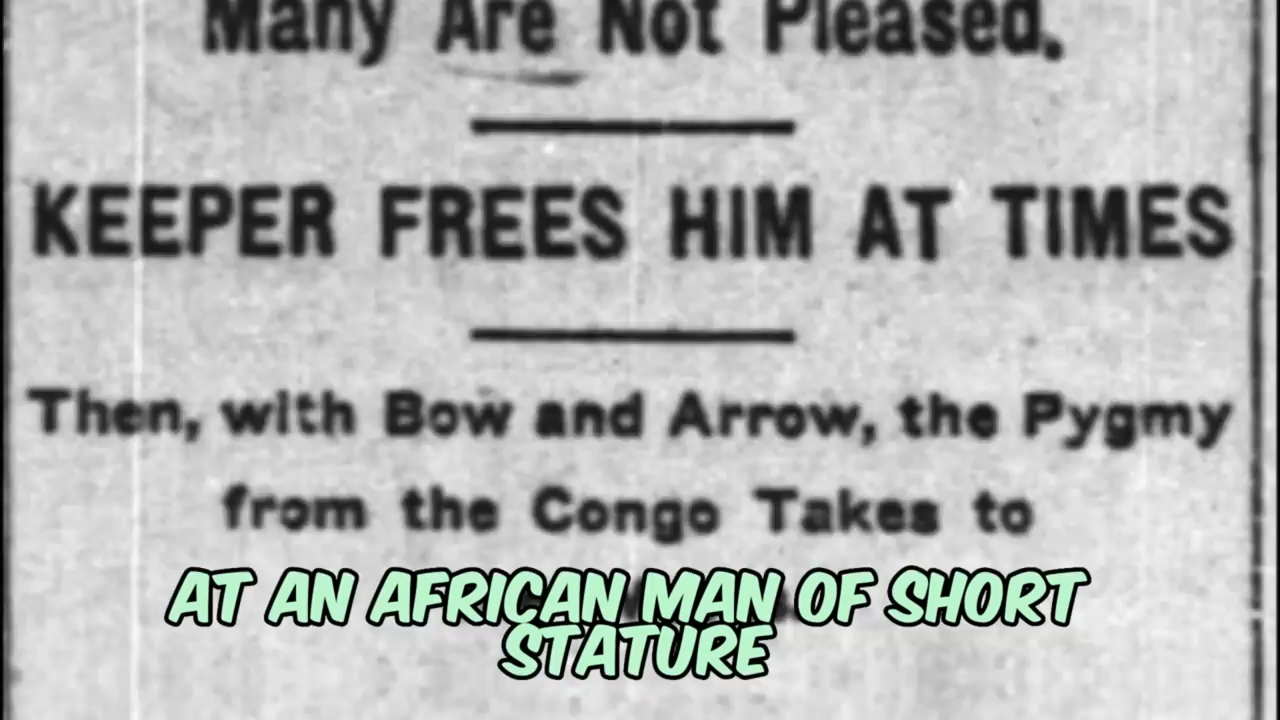 Many Are Not Pleased.
KEEPER FREES HIM AT TIMES
Then, with Bow and Arrow, the Pygmy
from the Congo Takes to
AT AN AFRICAN MAN OF SHORT
STATURE